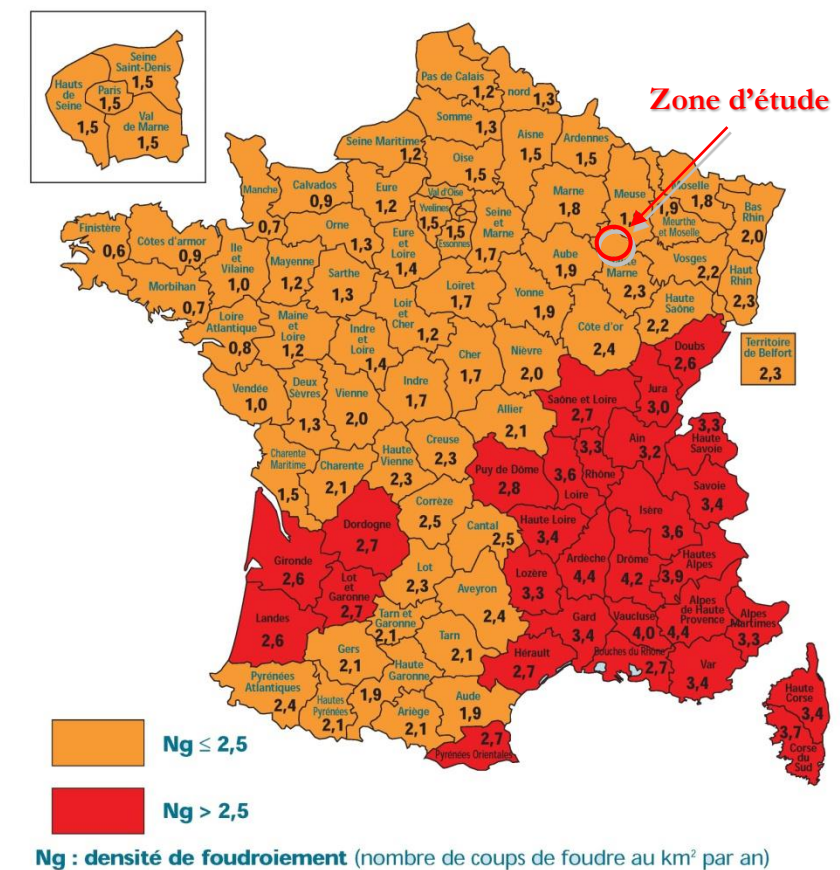 Seine
Saint-Denis
1,5
Hauts
de
Seine
1,5
Paris
1,5
Val
de Marne
1,5
Zone d'étude
Pas de Calais
1,2
nord
1,3
Somme
1,3
Seine Maritime
1,2
Aisne
1,5
Ardennes
1,5
Oise
1,5
Manche
0,7
Calvados
0,9
Eure
1,2
Val d'Oise
Yvelines
1,5
1,5
Essonnes
Seine
et
Marne
1,7
Marne
1,8
Meuse
Moselle
1,8
1,9
Meurthe
et Moselle
Bas
Rhin
2,0
Finistère
0,6
Côtes d'armor
0,9
Morbihan
0,7
Ile
et
Vilaine
1,0
Orne
1,3
Mayenne
1,2
Sarthe
1,3
Eure
et
Loir
1,4
Aube
1,9
Marne
2,3
Vosges
2,2
Haut
Rhin
2,3
Loiret
1,7
Yonne
1,9
Haute
Saône
2,2
Loire
Atlantique
0,8
Maine
et
Loire
1,2
Indre
et
Loire
1,4
Loir
et
Cher
1,2
Cher
1,7
Nièvre
2,0
Côte d'or
2,4
Doubs
2,6
Territoire
de Belfort
2,3
Vendée
1,0
Deux
Sèvres
1,3
Vienne
2,0
Indre
1,7
Allier
2,1
Saône et Loire
2,7
Jura
3,0
Charente
Maritime
1,5
Charente
2,1
Haute
Vienne
2,3
Creuse
2,3
Puy de Dôme
2,8
3,6
Loire
3,3
Rhône
Ain
3,2
3,3
Haute
Savoie
Savoie
3,4
Isère
3,6
Corrèze
2,5
Dordogne
2,7
Cantal
2,5
Haute Loire
3,4
Gironde
2,6
Lot
et
Garonne
2,7
Lot
2,3
Aveyron
2,4
Lozère
3,3
Ardèche
4,4
Drôme
4,2
Hautes
Alpes
3,9
Landes
2,6
Tarn et
Garonne
2,1
Tarn
2,1
Gard
3,4
Vaucluse
4,0
Alpes
de Haute
Provence
4,4
Alpes
Martimes
3,3
Gers
2,1
Haute
Garonne
1,9
Hérault
2,7
Bouches du Rhône
2,7
Var
3,4
Pyrénées
Atlantiques
2,4
Hautes
Pyrénées
2,1
Ariège
2,1
Aude
1,9
2,7
Pyrénées Orientales
Haute
Corse
3,4
3,7
Corse
du
Sud
Ng ≤ 2,5
Ng > 2,5
Ng : densité de foudroiement (nombre de coups de foudre au km² par an)